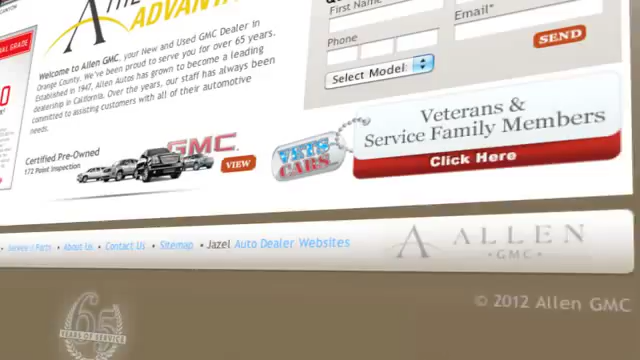 THE
ADVANTA
First Name
Email*
Phone
SEND
Select Model:
Welcome to Allen GMC, your New and Used GMC Dealer in
Orange County. We've been proud to serve you for over 65 years.
Established in 1947, Allen Autos has grown to become a leading
dealership in California. Over the years, our staff has always been
committed to assisting customers with all of their automotive
needs.
Certified Pre-Owned
172 Point Inspection
GMC
VIEW
VETS
CARS
Veterans &
Service Family Members
Click Here
Service / Parts • About Us • Contact Us • Sitemap • Jazel Auto Dealer Websites
ALLEN
GMC
© 2012 Allen GMC
65
YEARS OF SERVICE